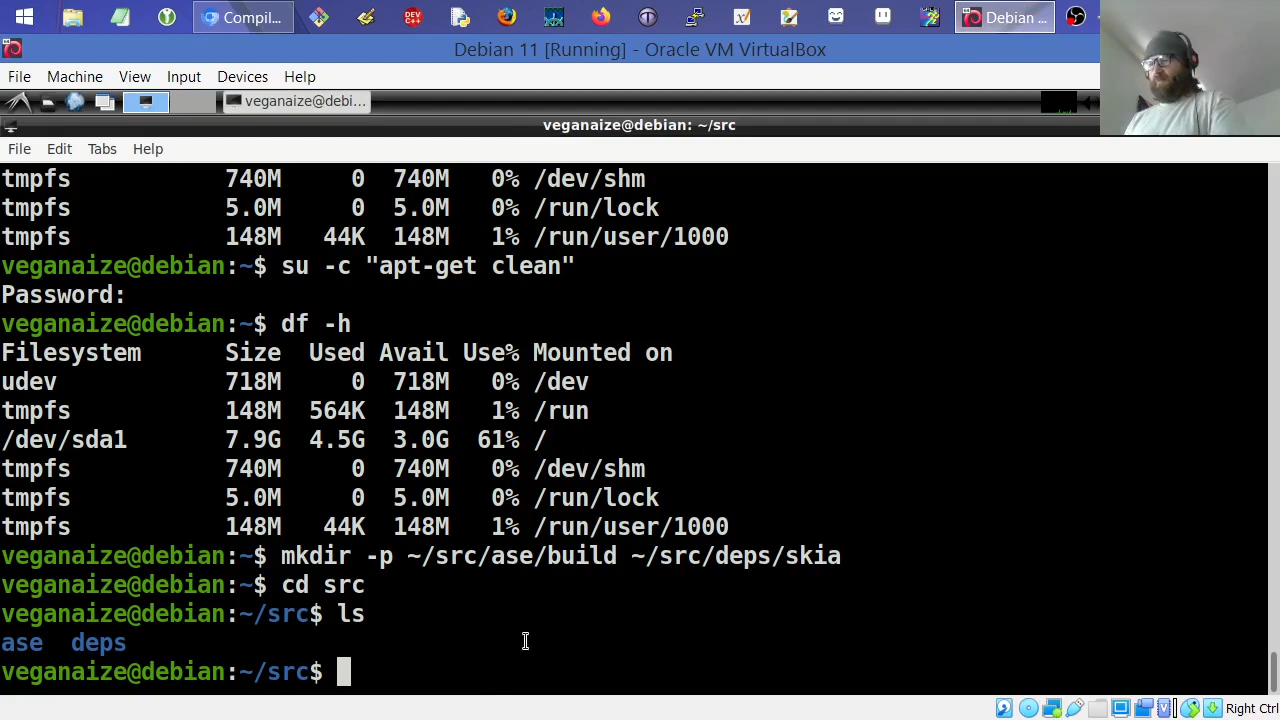 Compil...
DEV C++
Debian ...
Debian 11 [Running] - Oracle VM VirtualBox
File Machine View Input Devices Help
veganaize@debi...
veganaize@debian: ~/src
File Edit Tabs Help
tmpfs 740M 0 740M 0% /dev/shm
tmpfs 5.0M 0 5.0M 0% /run/lock
tmpfs 148M 44K 148M 1% /run/user/1000
veganaize@debian:~$ su -c "apt-get clean"
Password:
veganaize@debian:~$ df -h
Filesystem Size Used Avail Use% Mounted on
udev 718M 0 718M 0% /dev
tmpfs 148M 564K 148M 1% /run
/dev/sda1 7.9G 4.5G 3.0G 61% /
tmpfs 740M 0 740M 0% /dev/shm
tmpfs 5.0M 0 5.0M 0% /run/lock
tmpfs 148M 44K 148M 1% /run/user/1000
veganaize@debian:~$ mkdir -p ~/src/ase/build ~/src/deps/skia
veganaize@debian:~$ cd src
veganaize@debian:~/src$ ls
ase deps
veganaize@debian:~/src$
Right Ctrl